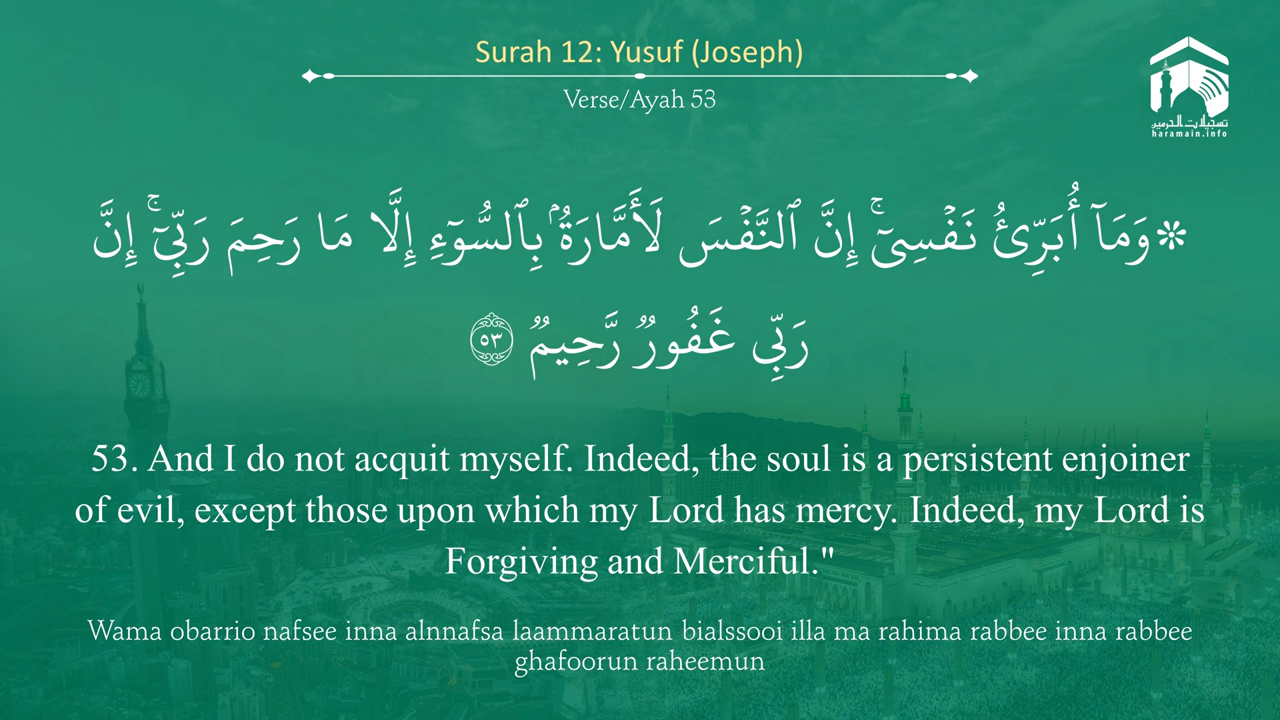 Surah 12: Yusuf (Joseph)
Verse/Ayah 53
تسجيلات الحرمين
haramain.info
۞وَمَآ أُبَرِّئُ نَفْسِىٓ ۚ إِنَّ ٱلنَّفْسَ لَأَمَّارَةٌۢ بِٱلسُّوٓءِ إِلَّا مَا رَحِمَ رَبِّىٓ ۚ إِنَّ
رَبِّى غَفُورٌ رَّحِيمٌ ٥٣
53. And I do not acquit myself. Indeed, the soul is a persistent enjoiner
of evil, except those upon which my Lord has mercy. Indeed, my Lord is
Forgiving and Merciful."
Wama obarrio nafsee inna alnnafsa laammaratun bialssooi illa ma rahima rabbee inna rabbee
ghafoorun raheemun